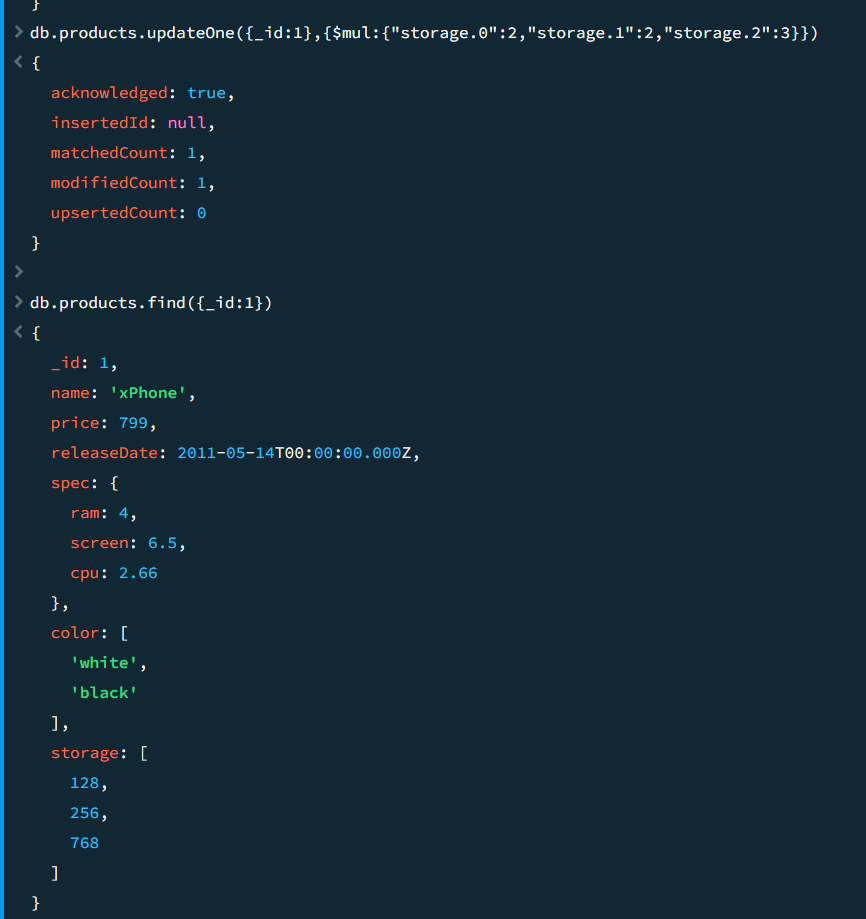 }
> db.products.updateOne({_id:1},{$mul:{"storage.0":2,"storage.1":2,"storage.2":3}})
< {
acknowledged: true,
insertedId: null,
matchedCount: 1,
modifiedCount: 1,
upsertedCount: 0
}
>
> db.products.find({_id:1})
< {
_id: 1,
name: 'xPhone',
price: 799,
releaseDate: 2011-05-14T00:00:00.000Z,
spec: {
ram: 4,
screen: 6.5,
cpu: 2.66
},
color: [
'white',
'black'
],
storage: [
128,
256,
768
]
}